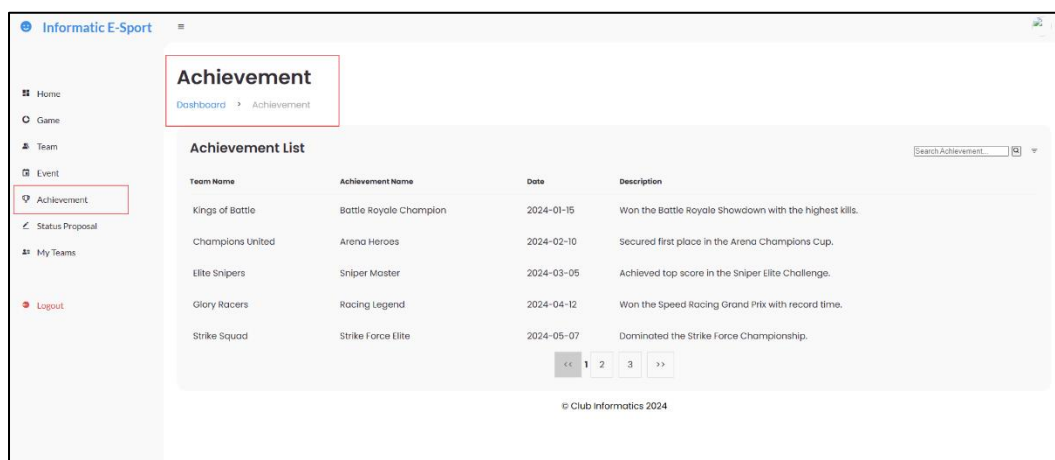 Informatic E-Sport
Home
Game
Team
Event
Achievement
Status Proposal
My Teams
Logout
Achievement
Dashboard > Achievement
Achievement List
Search Achievement...
Team Name Achievement Name Date Description
Kings of Battle Battle Royale Champion 2024-01-15 Won the Battle Royale Showdown with the highest kills.
Champions United Arena Heroes 2024-02-10 Secured first place in the Arena Champions Cup.
Elite Snipers Sniper Master 2024-03-05 Achieved top score in the Sniper Elite Challenge.
Glory Racers Racing Legend 2024-04-12 Won the Speed Racing Grand Prix with record time.
Strike Squad Strike Force Elite 2024-05-07 Dominated the Strike Force Championship.
<< 1 2 3 >>
© Club Informatics 2024